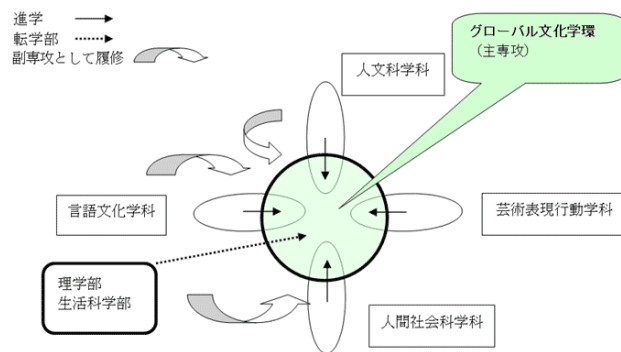 進学
転学部
副専攻として履修
グローバル文化学環
（主専攻）
人文科学科
言語文化学科
芸術表現行動学科
理学部
生活科学部
人間社会科学科